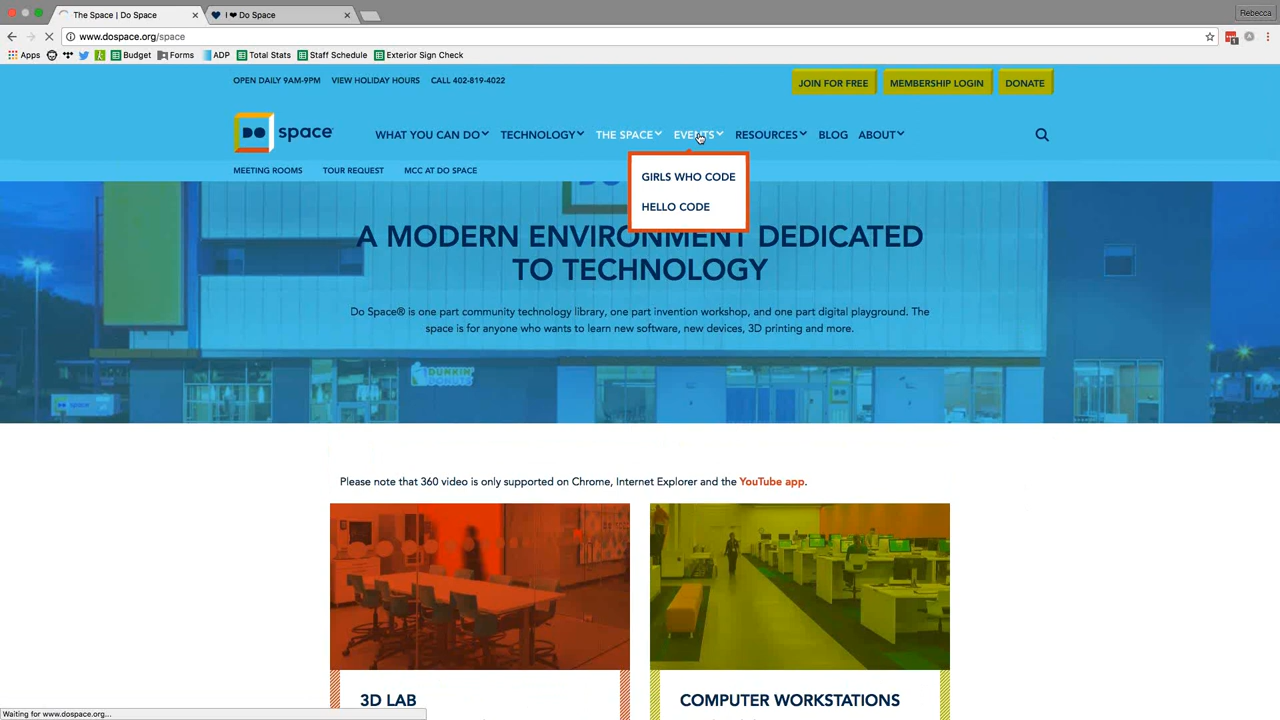 The Space | Do Space
I ❤ Do Space
Rebecca
www.dospace.org/space
Apps
Budget
Forms
ADP
Total Stats
Staff Schedule
Exterior Sign Check
OPEN DAILY 9AM-9PM VIEW HOLIDAY HOURS CALL 402-819-4022
JOIN FOR FREE MEMBERSHIP LOGIN DONATE
DO space
WHAT YOU CAN DO TECHNOLOGY THE SPACE EVENTS RESOURCES BLOG ABOUT
MEETING ROOMS TOUR REQUEST MCC AT DO SPACE
GIRLS WHO CODE
HELLO CODE
A MODERN ENVIRONMENT DEDICATED
TO TECHNOLOGY
Do Space® is one part community technology library, one part invention workshop, and one part digital playground. The
space is for anyone who wants to learn new software, new devices, 3D printing and more.
DUNKIN'
DONUTS
Please note that 360 video is only supported on Chrome, Internet Explorer and the YouTube app.
3D LAB
COMPUTER WORKSTATIONS
Waiting for www.dospace.org...